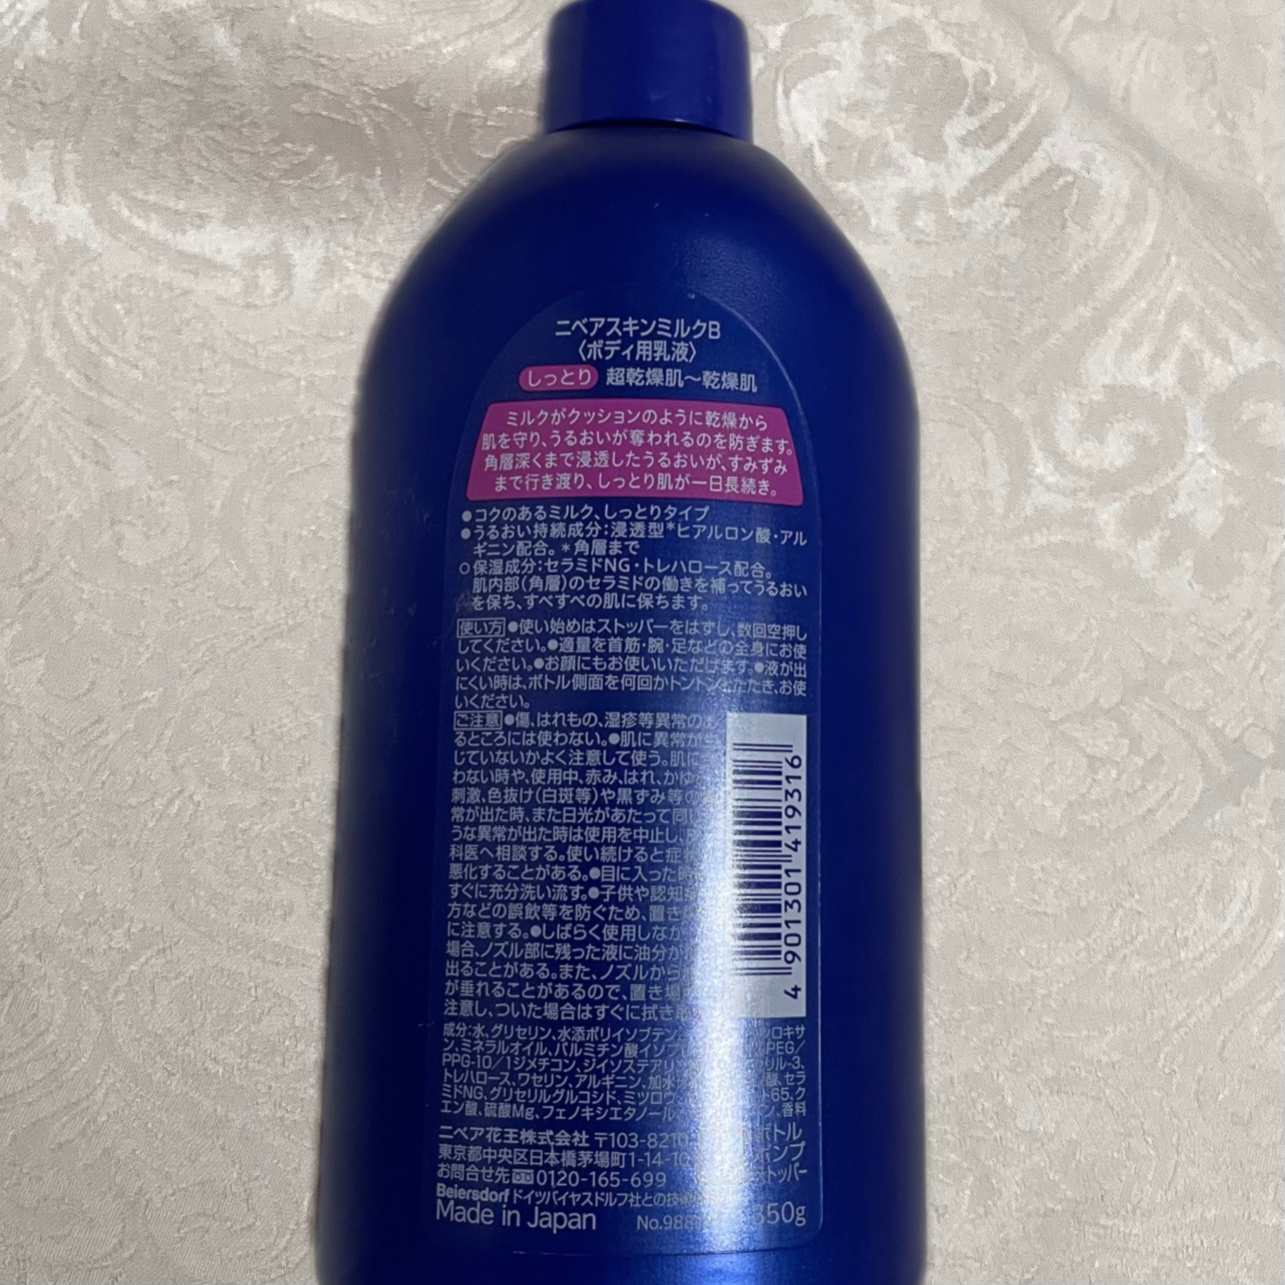 ニベアスキンミルクB
〈ボディ用乳液〉
しっとり 超乾燥肌～乾燥肌
ミルクがクッションのように乾燥から
肌を守り、うるおいが奪われるのを防ぎます。
角層深くまで浸透したうるおいが、すみずみ
まで行き渡り、しっとり肌が一日長続き。
●コクのあるミルク、しっとりタイプ
●うるおい持続成分:浸透型*ヒアルロン酸・アル
ギニン配合。*角層まで
○保湿成分:セラミドNG・トレハロース配合。
肌内部(角層)のセラミドの働きを補ってうるおい
を保ち、すべすべの肌に保ちます。
使い方 ●使い始めはストッパーをはずし、数回空押し
してください。●適量を首筋・腕・足などの全身にお使
いください。●お顔にもお使いいただけます。●液が出
にくい時は、ボトル側面を何回かトントンとたたき、お使
いください。
ご注意 ●傷、はれもの、湿疹等異常のあ
るところには使わない。●肌に異常が生
じていないかよく注意して使う。肌に
わない時や、使用中、赤み、はれ、かゆ
刺激、色抜け(白斑等)や黒ずみ等の
常が出た時、また日光があたって同じ
うな異常が出た時は使用を中止し、
科医へ相談する。使い続けると症状
悪化することがある。●目に入った時
すぐに充分洗い流す。●子供や認知
方などの誤飲等を防ぐため、置き
に注意する。●しばらく使用しなか
場合、ノズル部に残った液に油分が
出ることがある。また、ノズルから
が垂れることがあるので、置き場
注意し、ついた場合はすぐに拭き
4 901301 419316
成分:水、グリセリン、水添ポリイソブテン、
ン、ミネラルオイル、パルミチン酸イソプロ PEG/
PPG-10/1ジメチコン、ジイソステアリ リル-3、
トレハロース、ワセリン、アルギニン、加水 酸、セラ
ミドNG、グリセリルグルコシド、ミツロウ 65、ク
エン酸、硫酸Mg、フェノキシエタノール、 香料
ニベア花王株式会社 〒103-8210 ボトル
東京都中央区日本橋茅場町1-14-10 ポンプ
お問合せ先 0120-165-699 ストッパー
Beiersdorf ドイツバイヤスドルフ社との技術
Made in Japan No.988 350g